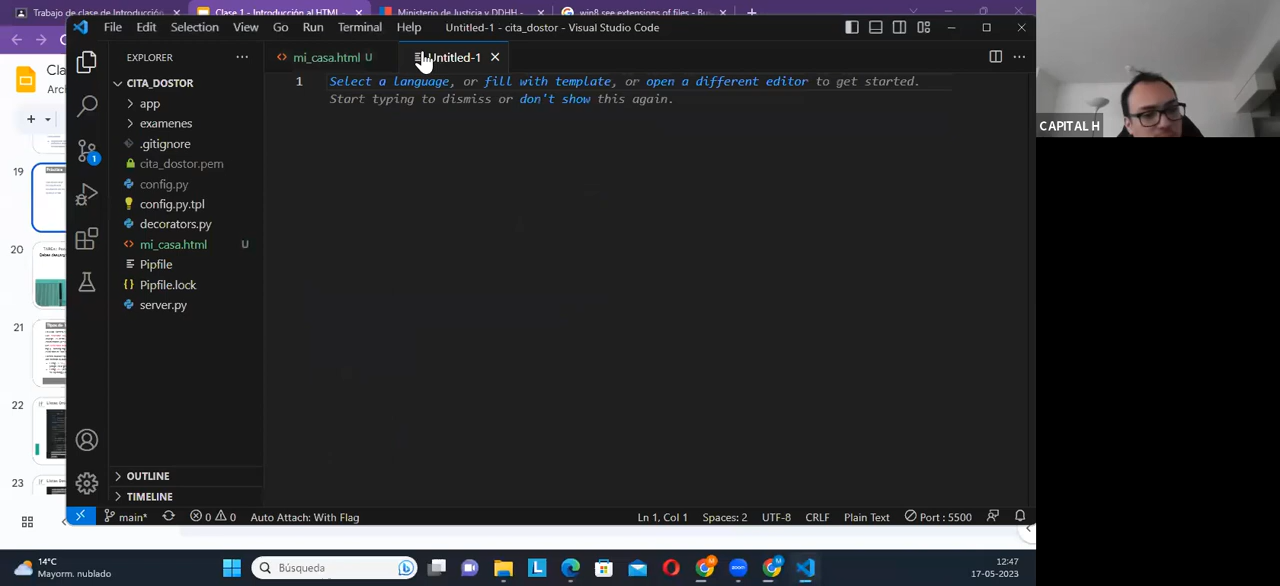 Trabajo de clase de Introducció
Clase 1 - Introducción al HTML -
Ministerio de Justicia y DDHH -
win8 see extensions of files - Bu
File Edit Selection View Go Run Terminal Help
Untitled-1 - cita_dostor - Visual Studio Code
EXPLORER
mi_casa.html U
Untitled-1
CITA_DOSTOR
app
examenes
.gitignore
cita_dostor.pem
config.py
config.py.tpl
decorators.py
mi_casa.html U
Pipfile
Pipfile.lock
server.py
OUTLINE
TIMELINE
1 Select a language, or fill with template, or open a different editor to get started.
Start typing to dismiss or don't show this again.
Cla
19
20
21
22
23
1
main* 0 0 Auto Attach: With Flag
Ln 1, Col 1 Spaces: 2 UTF-8 CRLF Plain Text Port : 5500
14°C
Mayorm. nublado
Búsqueda
12:47
17-05-2023
CAPITAL H